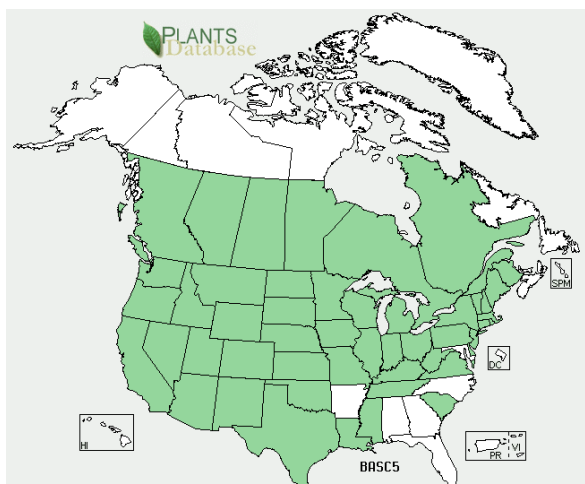 PLANTS
Database
SPM
DC
HI
PR
VI
BASC5